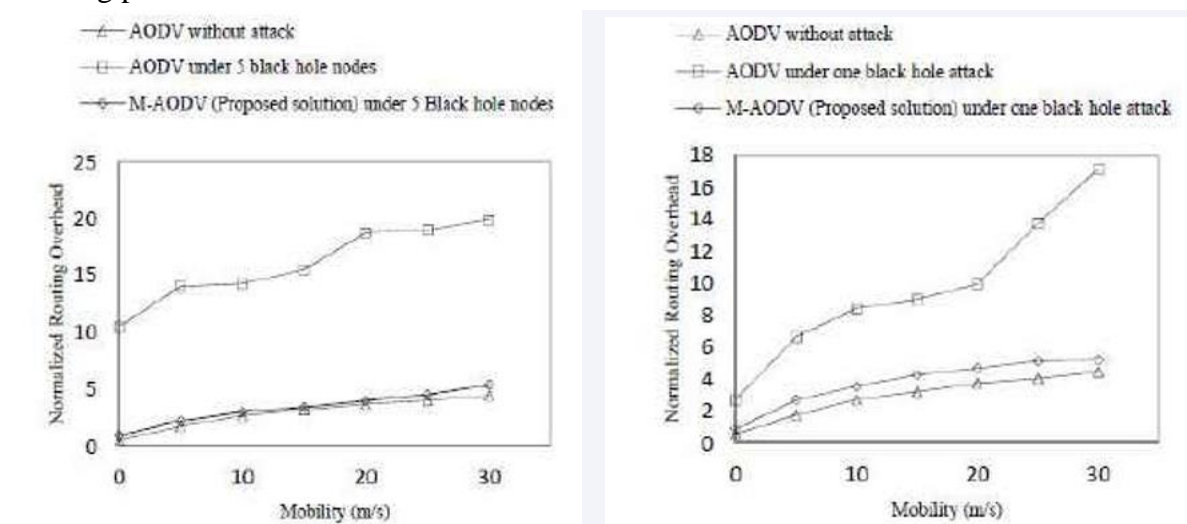 AODV without attack
AODV under 5 black hole nodes
M-AODV (Proposed solution) under 5 Black hole nodes
25
20
15
10
5
0
Normalized Routing Overhead
0 10 20 30
Mobility (m/s)
AODV without attack
AODV under one black hole attack
M-AODV (Proposed solution) under one black hole attack
18
16
14
12
10
8
6
4
2
0
Normalized Routing Overhead
0 10 20 30
Mobility (m/s)